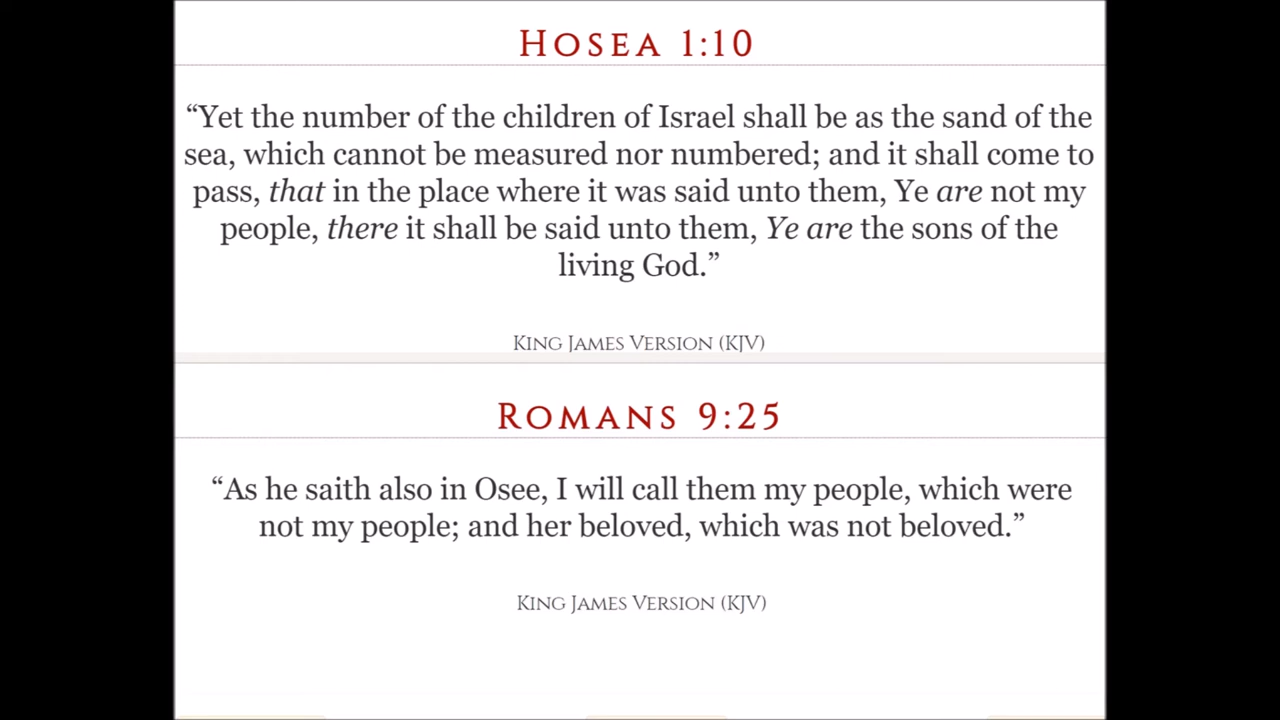 HOSEA 1:10
“Yet the number of the children of Israel shall be as the sand of the
sea, which cannot be measured nor numbered; and it shall come to
pass, that in the place where it was said unto them, Ye are not my
people, there it shall be said unto them, Ye are the sons of the
living God.”
KING JAMES VERSION (KJV)
ROMANS 9:25
“As he saith also in Osee, I will call them my people, which were
not my people; and her beloved, which was not beloved.”
KING JAMES VERSION (KJV)